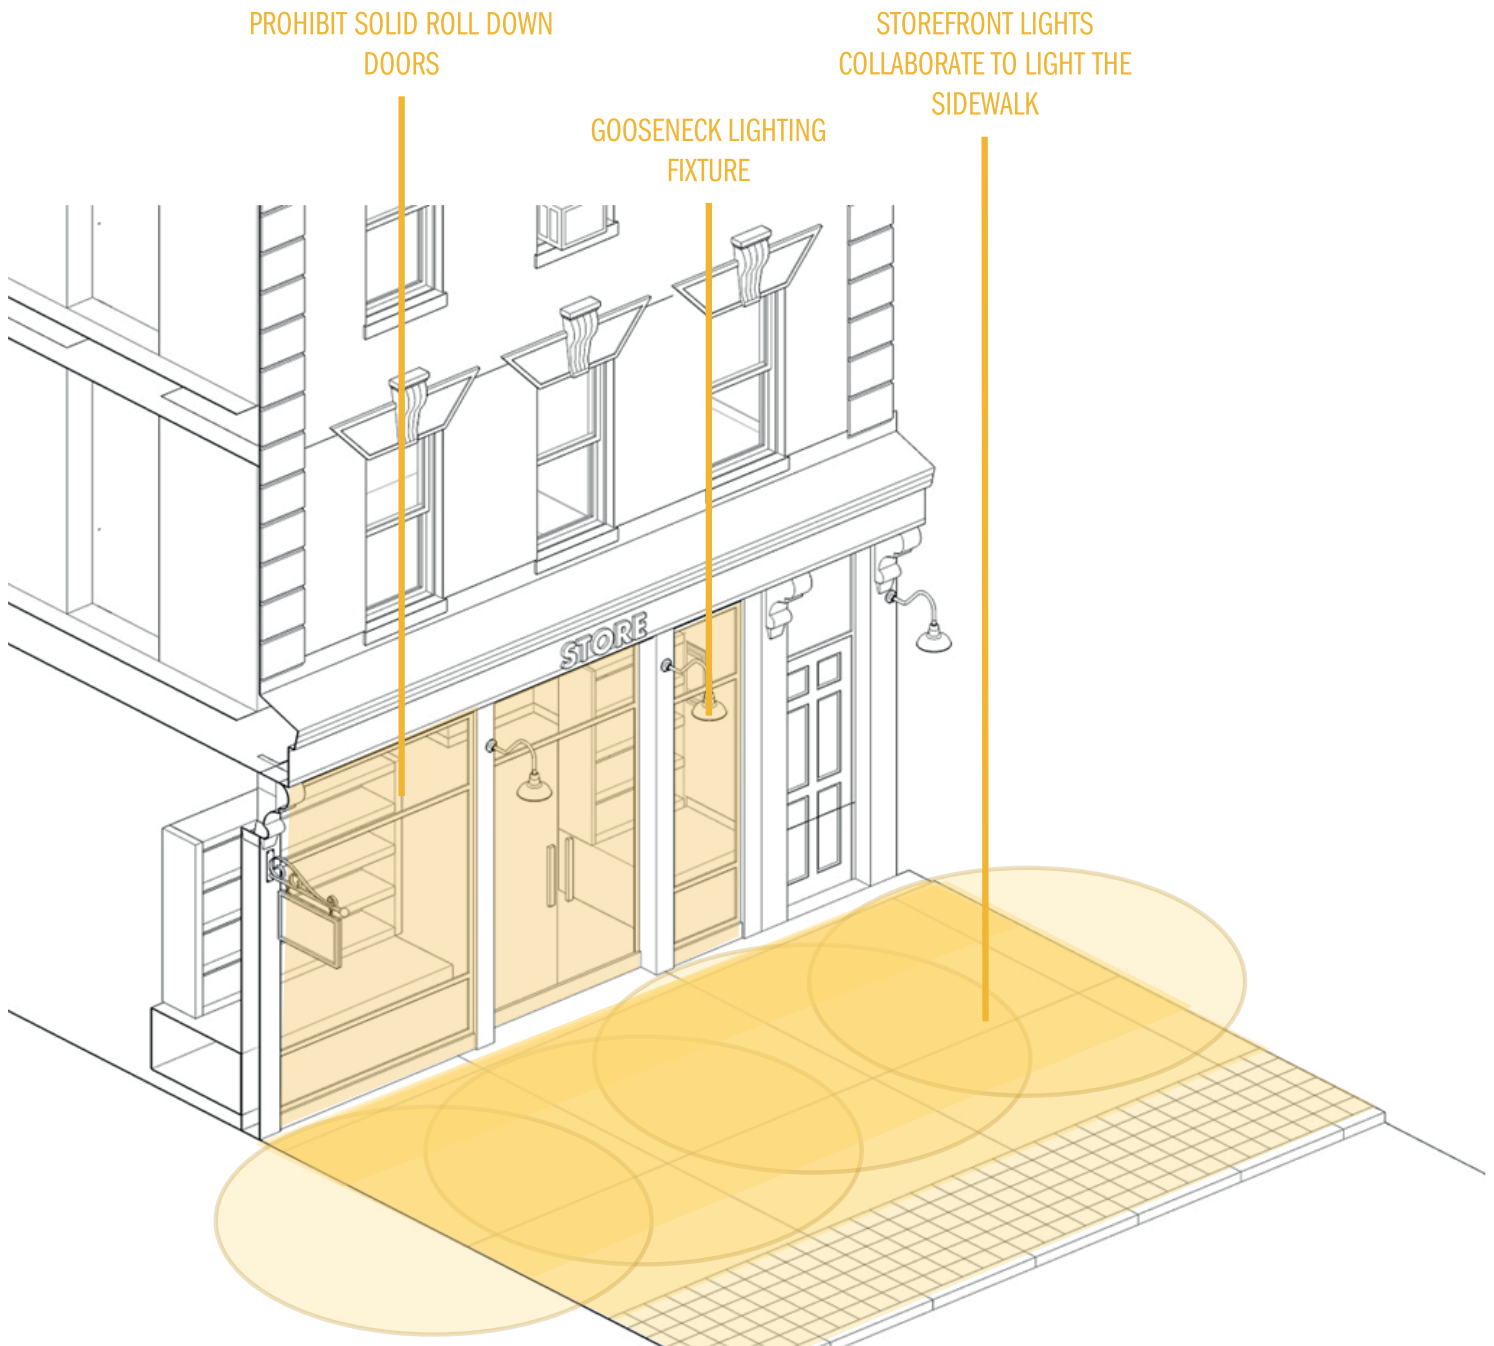 PROHIBIT SOLID ROLL DOWN
DOORS
STOREFRONT LIGHTS
COLLABORATE TO LIGHT THE
SIDEWALK
GOOSENECK LIGHTING
FIXTURE
STORE